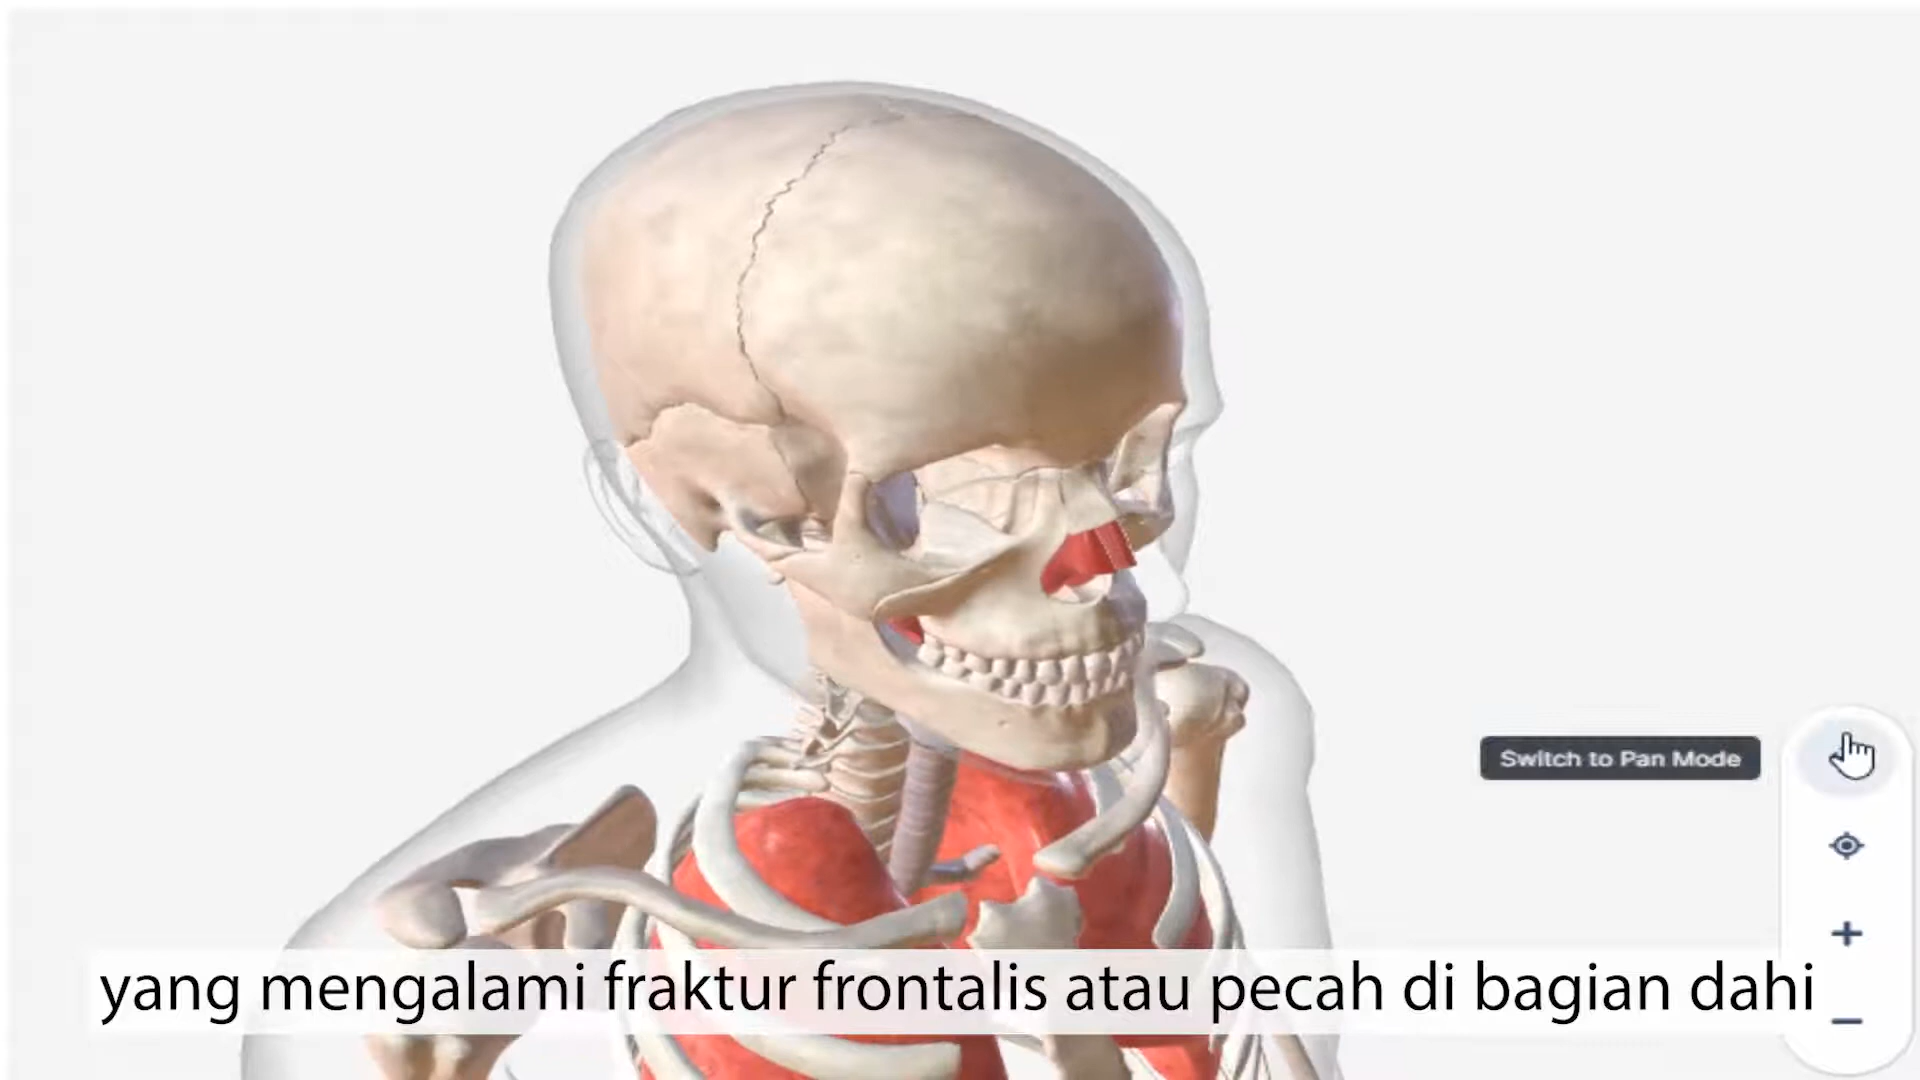 Switch to Pan Mode
yang mengalami fraktur frontalis atau pecah di bagian dahi